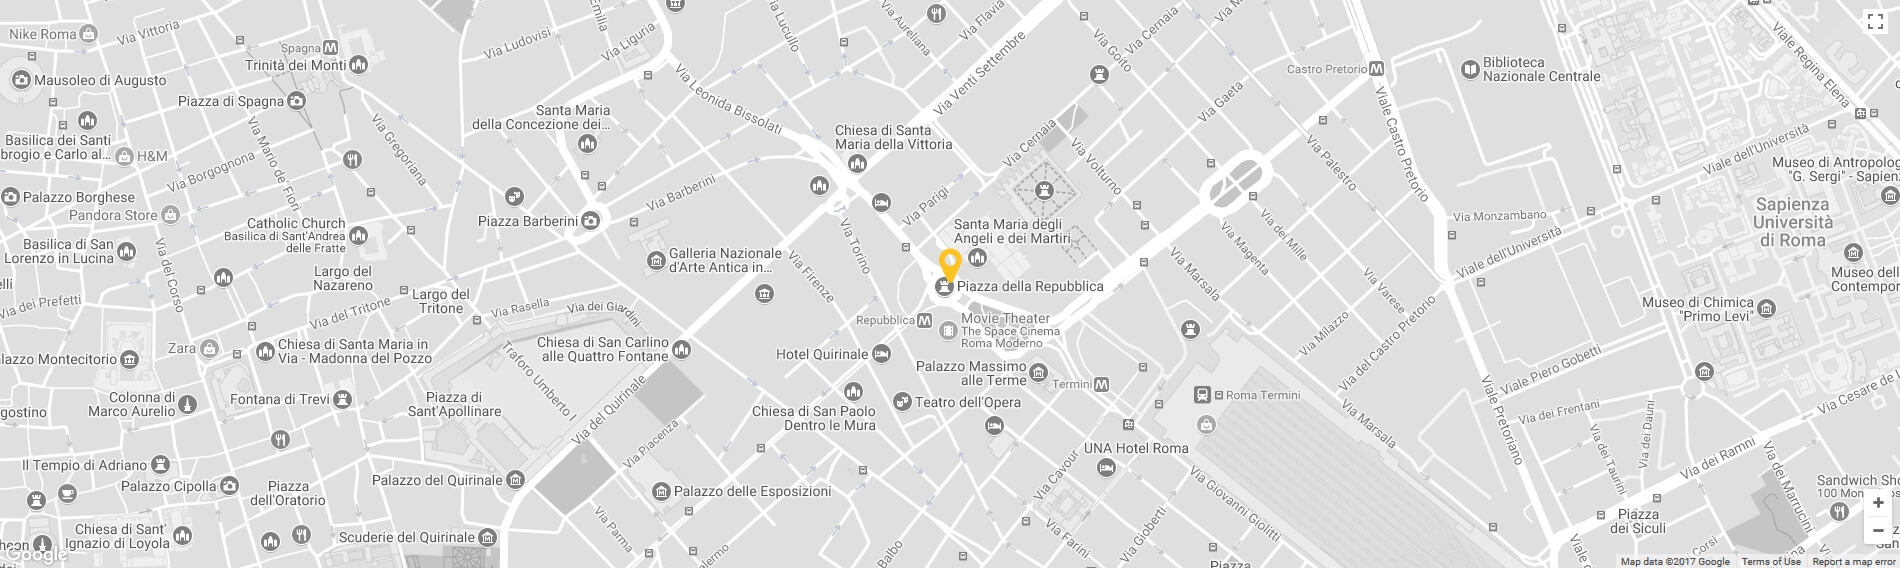 Nike Roma
Via Vittoria
Spagna
Trinità dei Monti
Mausoleo di Augusto
Piazza di Spagna
Basilica dei Santi
brogio e Carlo al...
H&M
Via Borgognona
Via Mario de' Fiori
Via Gregoriana
Palazzo Borghese
Pandora Store
Catholic Church
Basilica di Sant'Andrea
delle Fratte
Basilica di San
Lorenzo in Lucina
Via del Corso
Largo del
Nazareno
Via dei Prefetti
Via del Tritone
Largo del
Tritone
Zara
Palazzo Montecitorio
Chiesa di Santa Maria in
Via - Madonna del Pozzo
Colonna di
Marco Aurelio
Fontana di Trevi
Il Tempio di Adriano
Palazzo Cipolla
Piazza
dell'Oratorio
Chiesa di Sant'
Ignazio di Loyola
Google
Via Ludovisi
Via Liguria
Emilia
Via Lucullo
Via Aureliana
Via Flavia
Via Leonida Bissolati
Santa Maria
della Concezione dei...
Piazza Barberini
Via Barberini
Chiesa di Santa
Maria della Vittoria
Via Venti Settembre
Via Parigi
Via Torino
Via Firenze
Galleria Nazionale
d'Arte Antica in...
Via Rasella
Via dei Giardini
Traforo Umberto I
Chiesa di San Carlino
alle Quattro Fontane
Piazza di
Sant'Apollinare
Via del Quirinale
Via Piacenza
Palazzo del Quirinale
Scuderie del Quirinale
Via Parma
Palazzo delle Esposizioni
Chiesa di San Paolo
Dentro le Mura
Hotel Quirinale
Repubblica
Piazza della Repubblica
Movie Theater
The Space Cinema
Roma Moderno
Palazzo Massimo
alle Terme
Teatro dell'Opera
Termini
UNA Hotel Roma
Via Cavour
Via Farini
Via Gioberti
Via Giovanni Giolitti
Balbo
Piazza
Santa Maria degli
Angeli e dei Martiri
Via Cernaia
Via Cernaia
Via Goito
Via Gaeta
Via Volturno
Castro Pretorio
Viale Castro Pretorio
Via Palestro
Via dei Mille
Via Magenta
Via Marsala
Via Varese
Via Milazzo
Via del Castro Pretorio
Roma Termini
Via Marsala
Viale Pretoriano
Biblioteca
Nazionale Centrale
Viale Regina Elena
Viale dell'Università
Via Monzambano
Viale dell'Università
Museo di Antropolog
"G. Sergi" - Sapien
Sapienza
Università
di Roma
Museo dell
Contempor
Museo di Chimica
"Primo Levi"
Viale Piero Gobetti
Via dei Frentani
Via dei Dauni
Via dei Taurini
Via dei Ramni
Via dei Marrucini
Via Cesare de L
Sandwich Sho
Piazza
dei Siculi
+
−
Map data ©2017 Google
Terms of Use
Report a map error